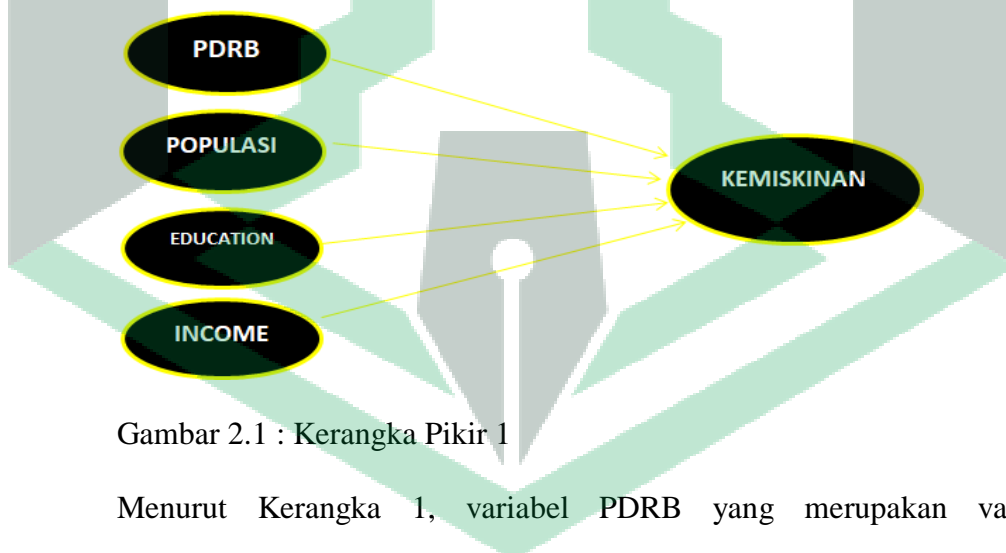 PDRB
POPULASI
KEMISKINAN
EDUCATION
INCOME
Gambar 2.1 : Kerangka Pikir 1
Menurut Kerangka 1, variabel PDRB yang merupakan va